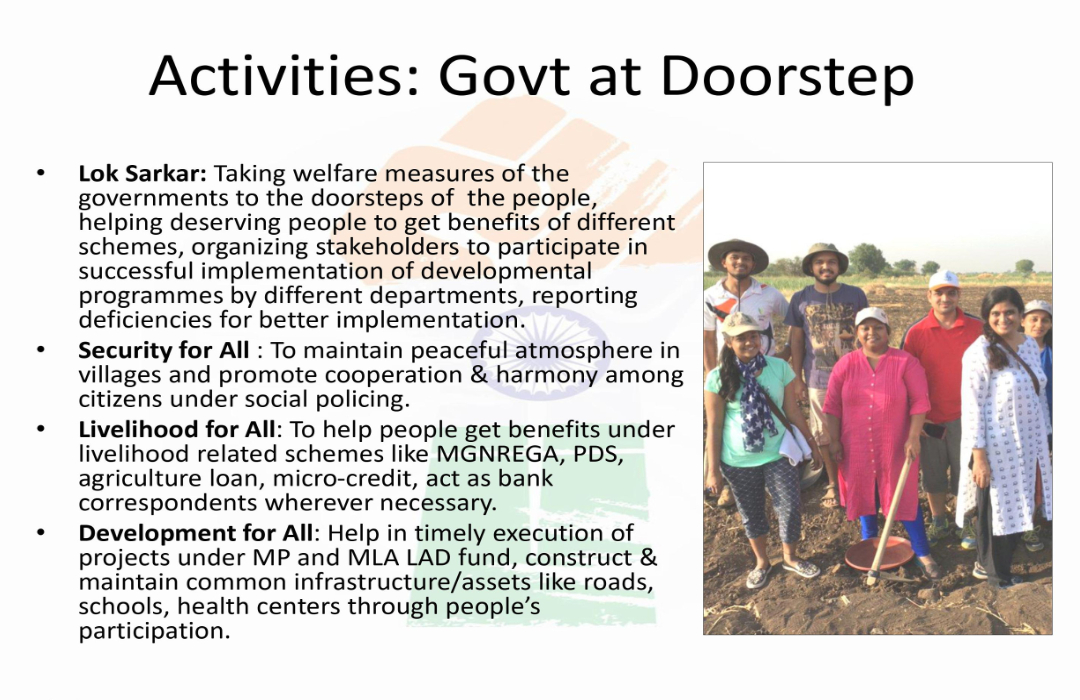 Activities: Govt at Doorstep
• Lok Sarkar: Taking welfare measures of the
governments to the doorsteps of  the people,
helping deserving people to get benefits of different
schemes, organizing stakeholders to participate in
successful implementation of developmental
programmes by different departments, reporting
deficiencies for better implementation.
• Security for All : To maintain peaceful atmosphere in
villages and promote cooperation & harmony among
citizens under social policing.
• Livelihood for All: To help people get benefits under
livelihood related schemes like MGNREGA, PDS,
agriculture loan, micro-credit, act as bank
correspondents wherever necessary.
• Development for All: Help in timely execution of
projects under MP and MLA LAD fund, construct &
maintain common infrastructure/assets like roads,
schools, health centers through people’s
participation.